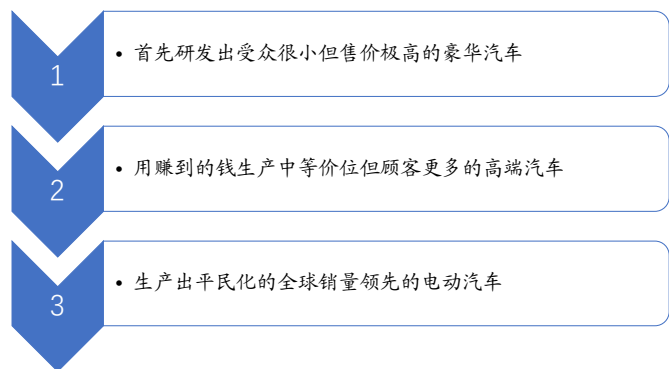 1
• 首先研发出受众很小但售价极高的豪华汽车
2
• 用赚到的钱生产中等价位但顾客更多的高端汽车
3
• 生产出平民化的全球销量领先的电动汽车